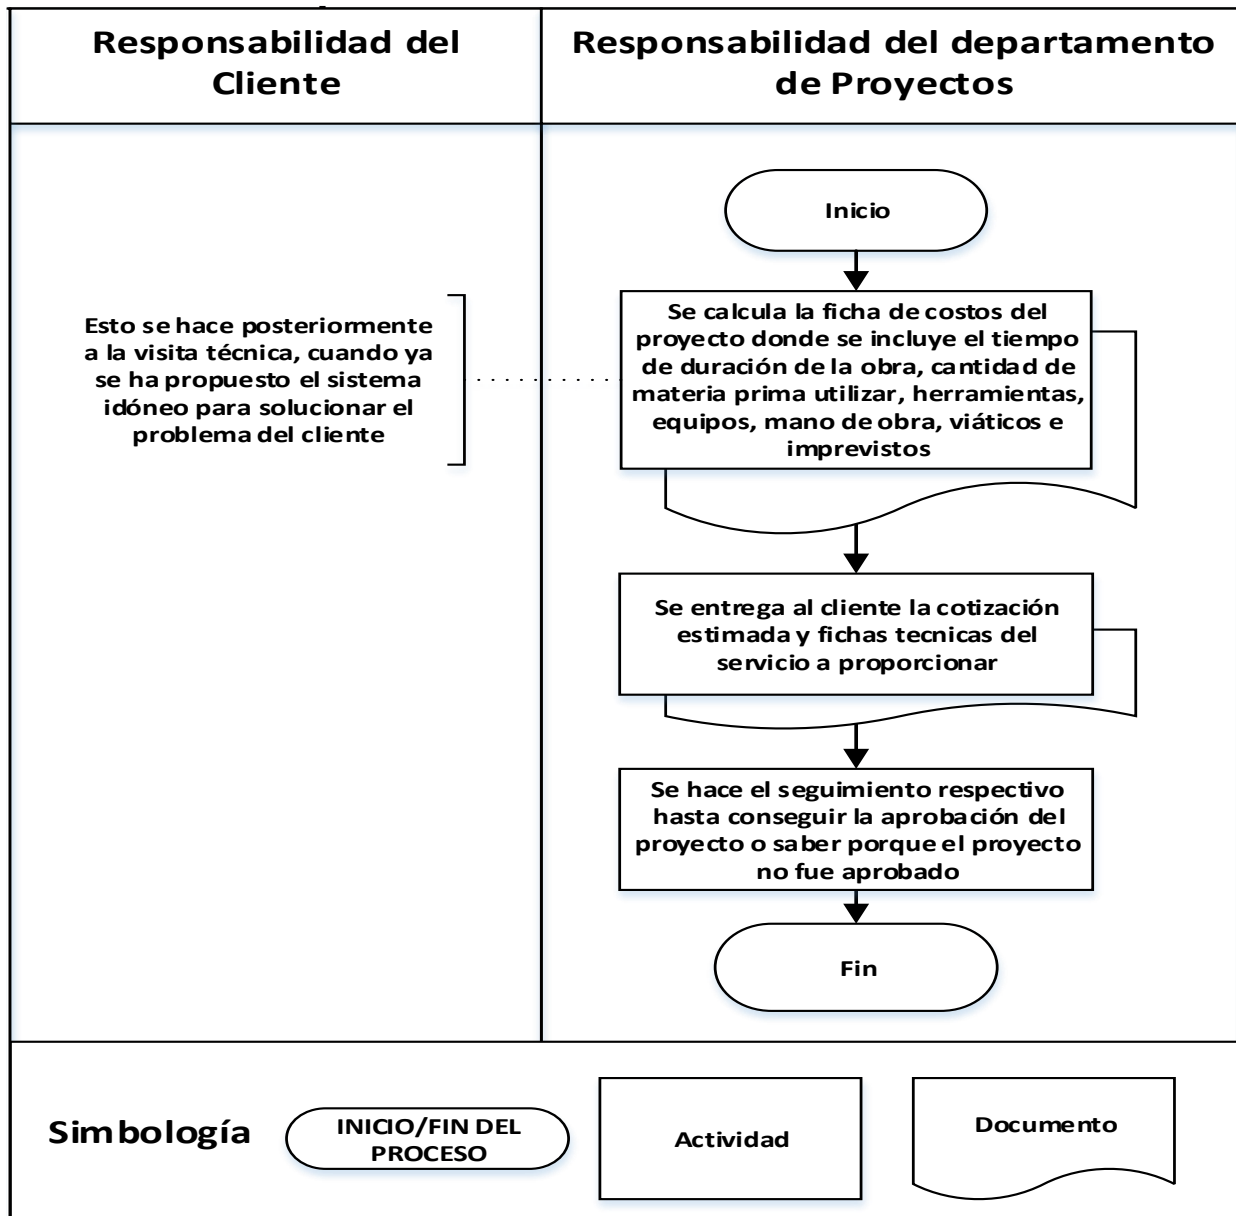 Responsabilidad del
Cliente
Responsabilidad del departamento
de Proyectos
Inicio
Se calcula la ficha de costos del
proyecto donde se incluye el tiempo
de duración de la obra, cantidad de
materia prima utilizar, herramientas,
equipos, mano de obra, viáticos e
imprevistos
Esto se hace posteriormente
a la visita técnica, cuando ya
se ha propuesto el sistema
idóneo para solucionar el
problema del cliente
Se entrega al cliente la cotización
estimada y fichas tecnicas del
servicio a proporcionar
Se hace el seguimiento respectivo
hasta conseguir la aprobación del
proyecto o saber porque el proyecto
no fue aprobado
Fin
Simbología
INICIO/FIN DEL
PROCESO
Actividad
Documento